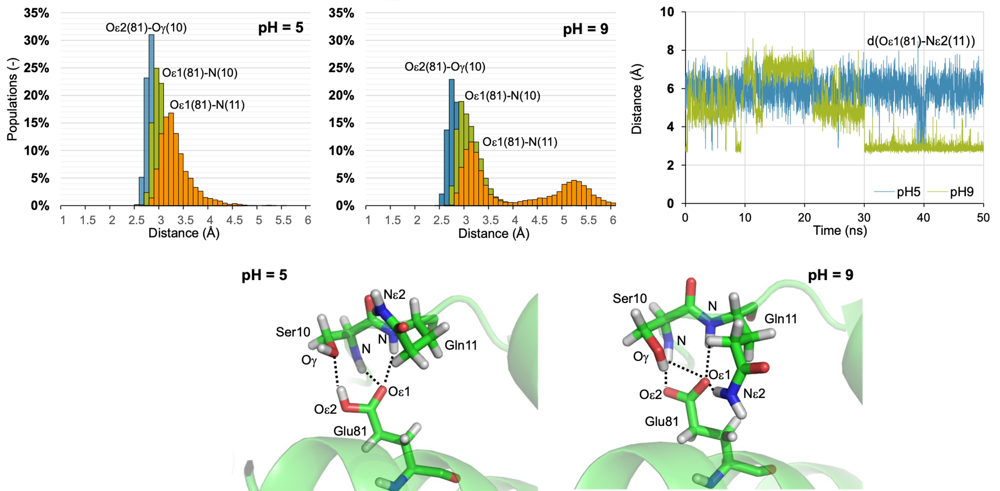 Populations (-)
35%
30%
25%
20%
15%
10%
5%
0%
pH = 5
Oε2(81)-Oγ(10)
Oε1(81)-N(10)
Oε1(81)-N(11)
1 1.5 2 2.5 3 3.5 4 4.5 5 5.5 6
Distance (Å)
35%
30%
25%
20%
15%
10%
5%
0%
pH = 9
Oε2(81)-Oγ(10)
Oε1(81)-N(10)
Oε1(81)-N(11)
1 1.5 2 2.5 3 3.5 4 4.5 5 5.5 6
Distance (Å)
Distance (Å)
10
8
6
4
2
0
d(Oε1(81)-Nε2(11))
pH5 pH9
0 10 20 30 40 50
Time (ns)
pH = 5
Nε2
Ser10
N
N
Gln11
Oγ
Oε1
Oε2
Glu81
pH = 9
Ser10
N
Gln11
N
Oγ
Oε1
Oε2
Nε2
Glu81